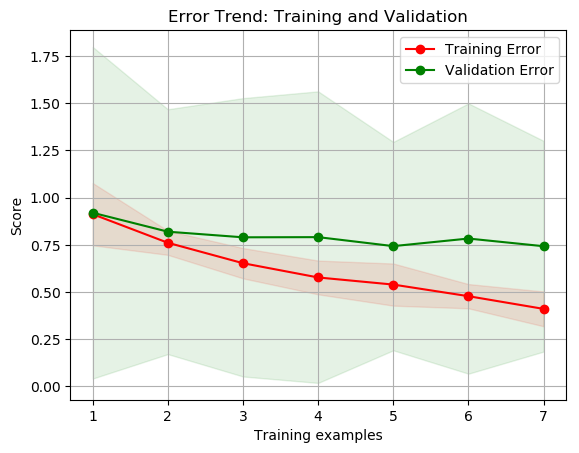 Error Trend: Training and Validation
Training Error
Validation Error
Score
1.75
1.50
1.25
1.00
0.75
0.50
0.25
0.00
1 2 3 4 5 6 7
Training examples